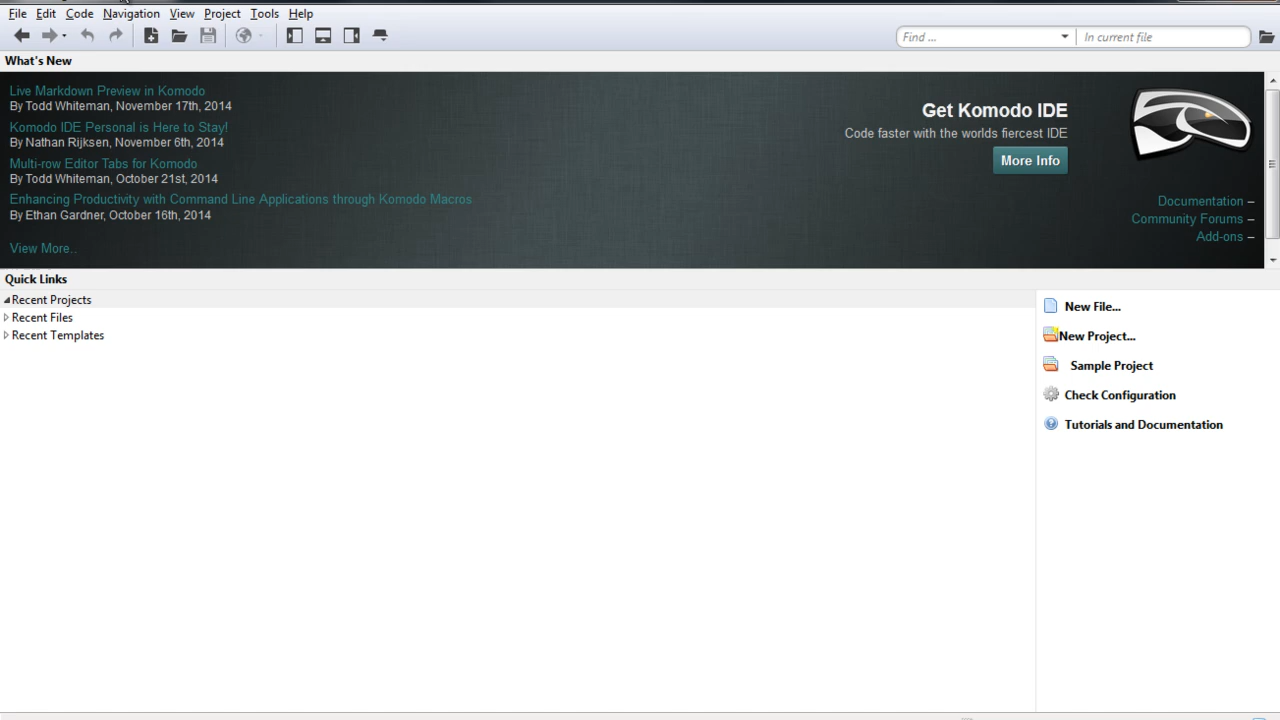 File Edit Code Navigation View Project Tools Help
Find ... In current file
What's New
Live Markdown Preview in Komodo
By Todd Whiteman, November 17th, 2014
Komodo IDE Personal is Here to Stay!
By Nathan Rijksen, November 6th, 2014
Multi-row Editor Tabs for Komodo
By Todd Whiteman, October 21st, 2014
Enhancing Productivity with Command Line Applications through Komodo Macros
By Ethan Gardner, October 16th, 2014
View More..
Get Komodo IDE
Code faster with the worlds fiercest IDE
More Info
Documentation –
Community Forums –
Add-ons –
Quick Links
Recent Projects
Recent Files
Recent Templates
New File...
New Project...
Sample Project
Check Configuration
Tutorials and Documentation